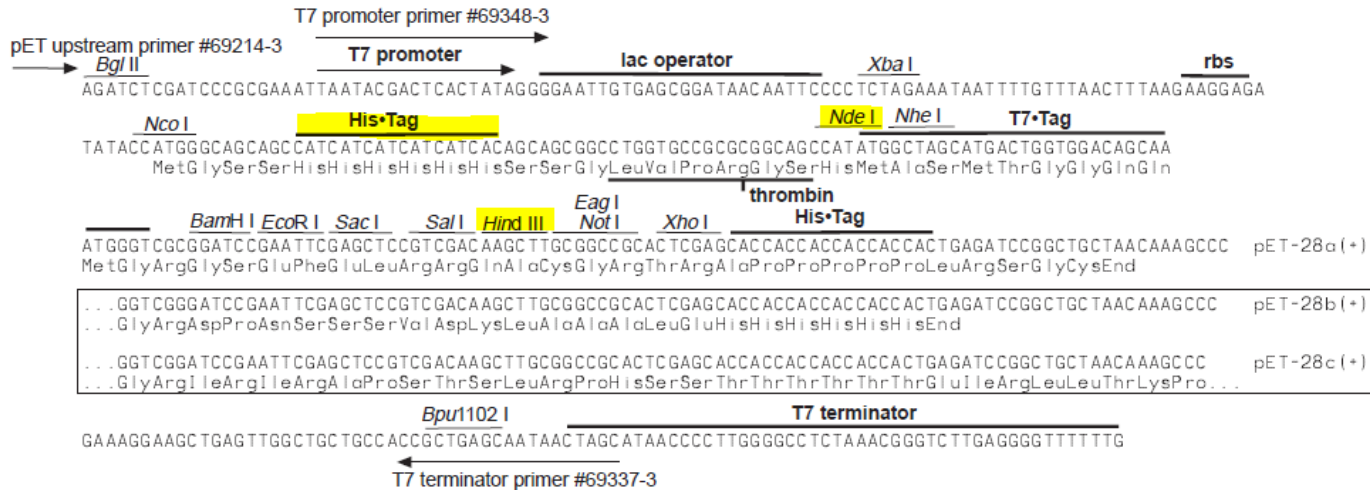 T7 promoter primer #69348-3
pET upstream primer #69214-3
Bgl II
T7 promoter
lac operator
Xba I
rbs
AGATCTCGATCCCGCGAAATTAATACGACTCACTATAGGGGAATTGTGAGCGGATAACAATTCCCCTCTAGAAATAATTTTGTTTAACTTTAAGAAGGAGA
Nco I
His•Tag
Nde I
Nhe I
T7•Tag
TATACCATGGGCAGCAGCCATCATCATCATCATCACAGCAGCGGCCTGGTGCCGCGCGGCAGCCATATGGCTAGCATGACTGGTGGACAGCAA
MetGlySerSerHisHisHisHisHisHisSerSerGlyLeuValProArgGlySerHisMetAlaSerMetThrGlyGlyGlnGln
thrombin
BamH I
EcoR I
Sac I
Sal I
Hind III
Eag I
Not I
Xho I
His•Tag
ATGGGTCGCGGATCCGAATTCGAGCTCCGTCGACAAGCTTGCGGCCGCACTCGAGCACCACCACCACCACCACTGAGATCCGGCTGCTAACAAAGCCC pET-28a(+)
MetGlyArgGlySerGluPheGluLeuArgArgGlnAlaCysGlyArgThrArgAlaProProProProProLeuArgSerGlyCysEnd
...GGTCGGGATCCGAATTCGAGCTCCGTCGACAAGCTTGCGGCCGCACTCGAGCACCACCACCACCACCACTGAGATCCGGCTGCTAACAAAGCCC pET-28b(+)
...GlyArgAspProAsnSerSerSerValAspLysLeuAlaAlaAlaLeuGluHisHisHisHisHisHisEnd
...GGTCGGATCCGAATTCGAGCTCCGTCGACAAGCTTGCGGCCGCACTCGAGCACCACCACCACCACCACTGAGATCCGGCTGCTAACAAAGCCC pET-28c(+)
...GlyArgIleArgIleArgAlaProSerThrSerLeuArgProHisSerSerThrThrThrThrThrThrGluIleArgLeuLeuThrLysPro...
Bpu1102 I
T7 terminator
GAAAGGAAGCTGAGTTGGCTGCTGCCACCGCTGAGCAATAACTAGCATAACCCCTTGGGGCCTCTAAACGGGTCTTGAGGGGTTTTTTG
T7 terminator primer #69337-3